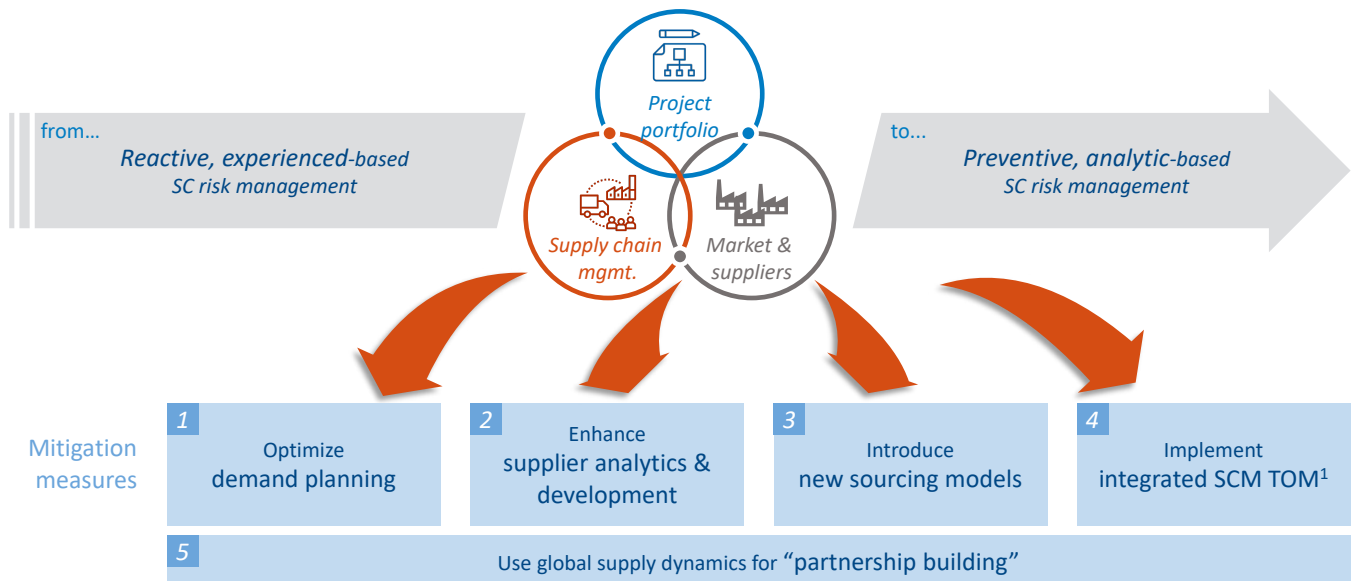 Project
portfolio
from...
Reactive, experienced-based
SC risk management
to...
Preventive, analytic-based
SC risk management
Supply chain
mgmt.
Market &
suppliers
Mitigation
measures
1
Optimize
demand planning
2
Enhance
supplier analytics &
development
3
Introduce
new sourcing models
4
Implement
integrated SCM TOM¹
5
Use global supply dynamics for “partnership building”